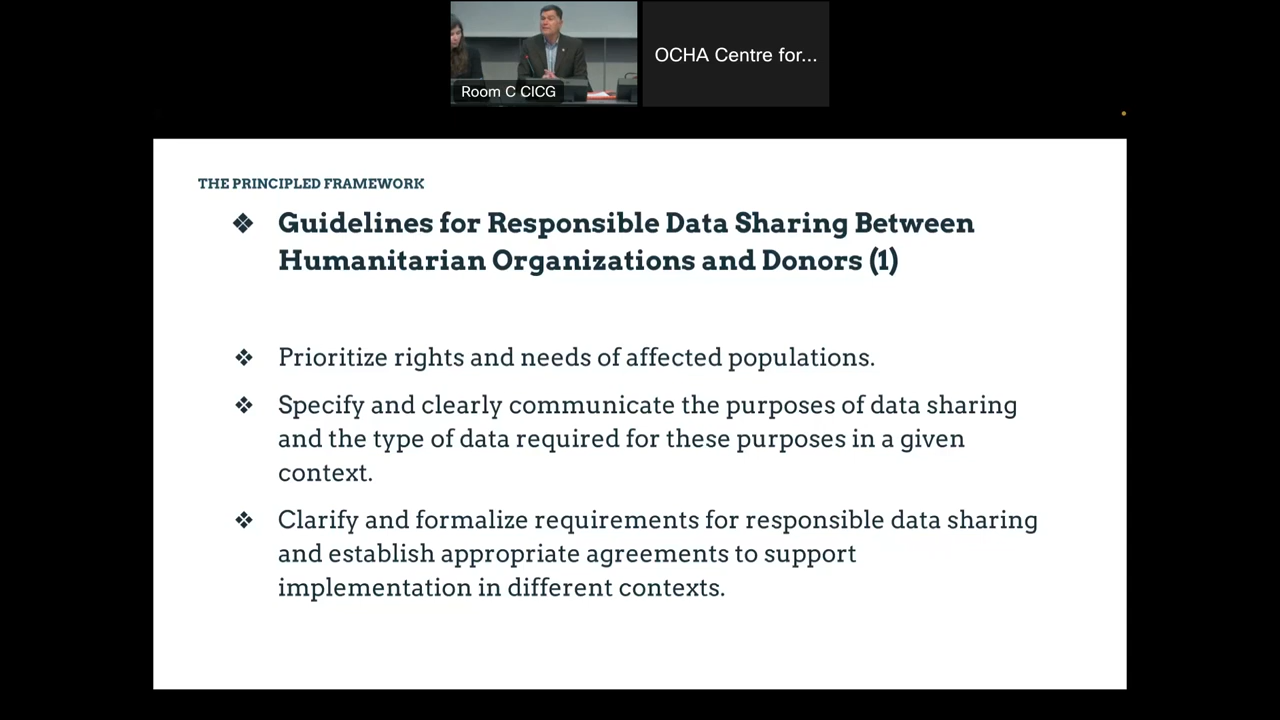 OCHA Centre for...
Room C CICG
THE PRINCIPLED FRAMEWORK
❖ Guidelines for Responsible Data Sharing Between
Humanitarian Organizations and Donors (1)
❖ Prioritize rights and needs of affected populations.
❖ Specify and clearly communicate the purposes of data sharing
and the type of data required for these purposes in a given
context.
❖ Clarify and formalize requirements for responsible data sharing
and establish appropriate agreements to support
implementation in different contexts.